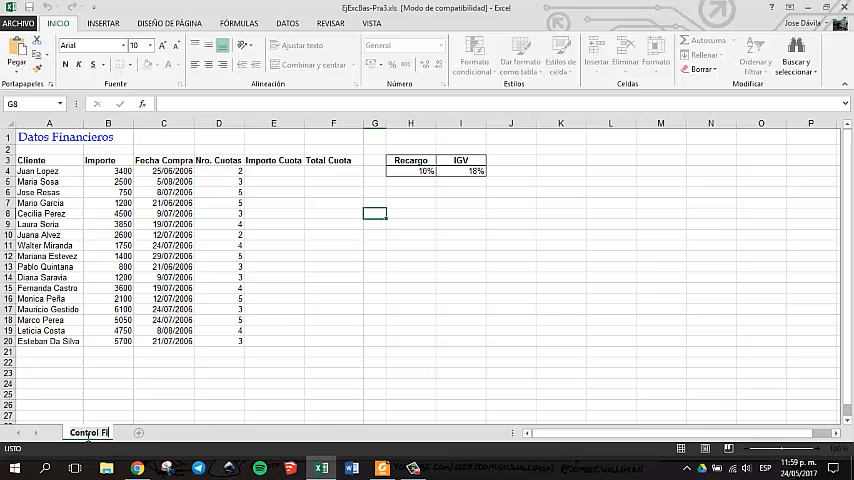 EjExcBas-Pra3.xls [Modo de compatibilidad] - Excel
ARCHIVO INICIO INSERTAR DISEÑO DE PÁGINA FÓRMULAS DATOS REVISAR VISTA Jose Dávila
Pegar Arial 10 Ajustar texto General Formato condicional Dar formato como tabla Estilos de celda Insertar Eliminar Formato Autosuma Ordenar y filtrar Buscar y seleccionar
N K S Combinar y centrar Rellenar
Borrar
Portapapeles Fuente Alineación Número Estilos Celdas Modificar
G8 fx
A B C D E F G H I J K L M N O P
1 Datos Financieros
2
3 Cliente Importe Fecha Compra Nro. Cuotas Importe Cuota Total Cuota Recargo IGV
4 Juan Lopez 3400 25/06/2006 2 10% 18%
5 Maria Sosa 2500 5/08/2006 3
6 Jose Rosas 750 8/07/2006 5
7 Mario Garcia 1200 21/06/2006 5
8 Cecilia Perez 4500 9/07/2006 3
9 Laura Soria 3850 19/07/2006 4
10 Juana Alvez 2600 12/07/2006 2
11 Walter Miranda 1750 24/07/2006 4
12 Mariana Estevez 1400 29/07/2006 5
13 Pablo Quintana 800 21/06/2006 3
14 Diana Saravia 1200 9/07/2006 3
15 Fernanda Castro 3600 19/07/2006 4
16 Monica Peña 2100 12/07/2006 5
17 Mauricio Gestido 6100 24/07/2006 3
18 Marco Perea 5050 24/07/2006 5
19 Leticia Costa 4750 8/08/2006 4
20 Esteban Da Silva 5700 21/07/2006 3
21
22
23
24
25
26
27
28
Control Fi
LISTO 100 %
YOUTUBE.COM/USER/DOMINICWALLSMAN @DOMINICWALLSMAN
ESP 11:59 p. m.
24/05/2017